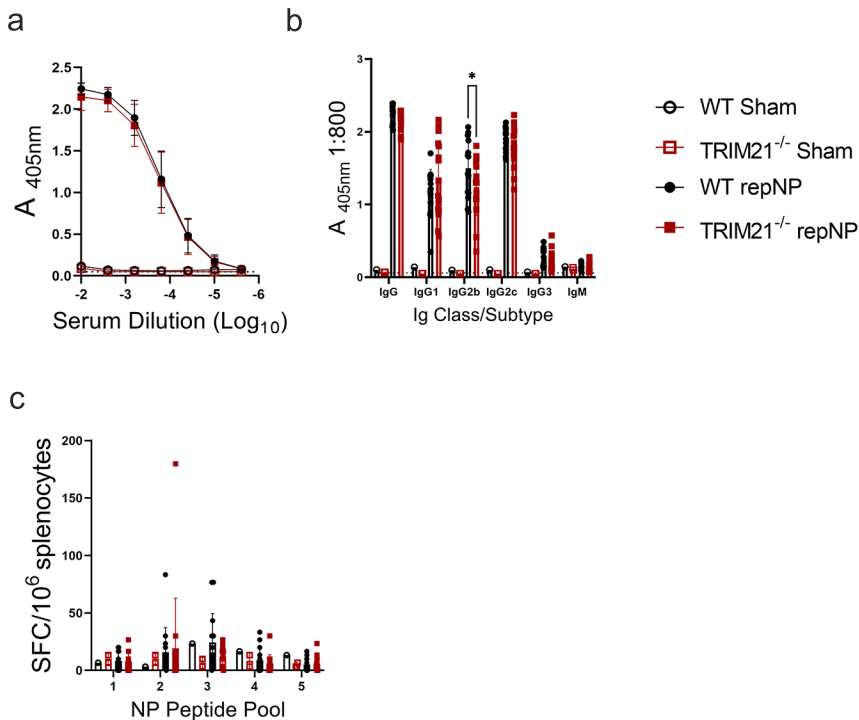 a
2.5
2.0
1.5
1.0
0.5
0.0
-2 -3 -4 -5 -6
A 405nm
Serum Dilution (Log10)
b
3
2
1
0
*
A 405nm 1:800
IgG IgG1 IgG2b IgG2c IgG3 IgM
Ig Class/Subtype
WT Sham
TRIM21-/- Sham
WT repNP
TRIM21-/- repNP
c
200
150
100
50
0
SFC/10^6 splenocytes
1 2 3 4 5
NP Peptide Pool